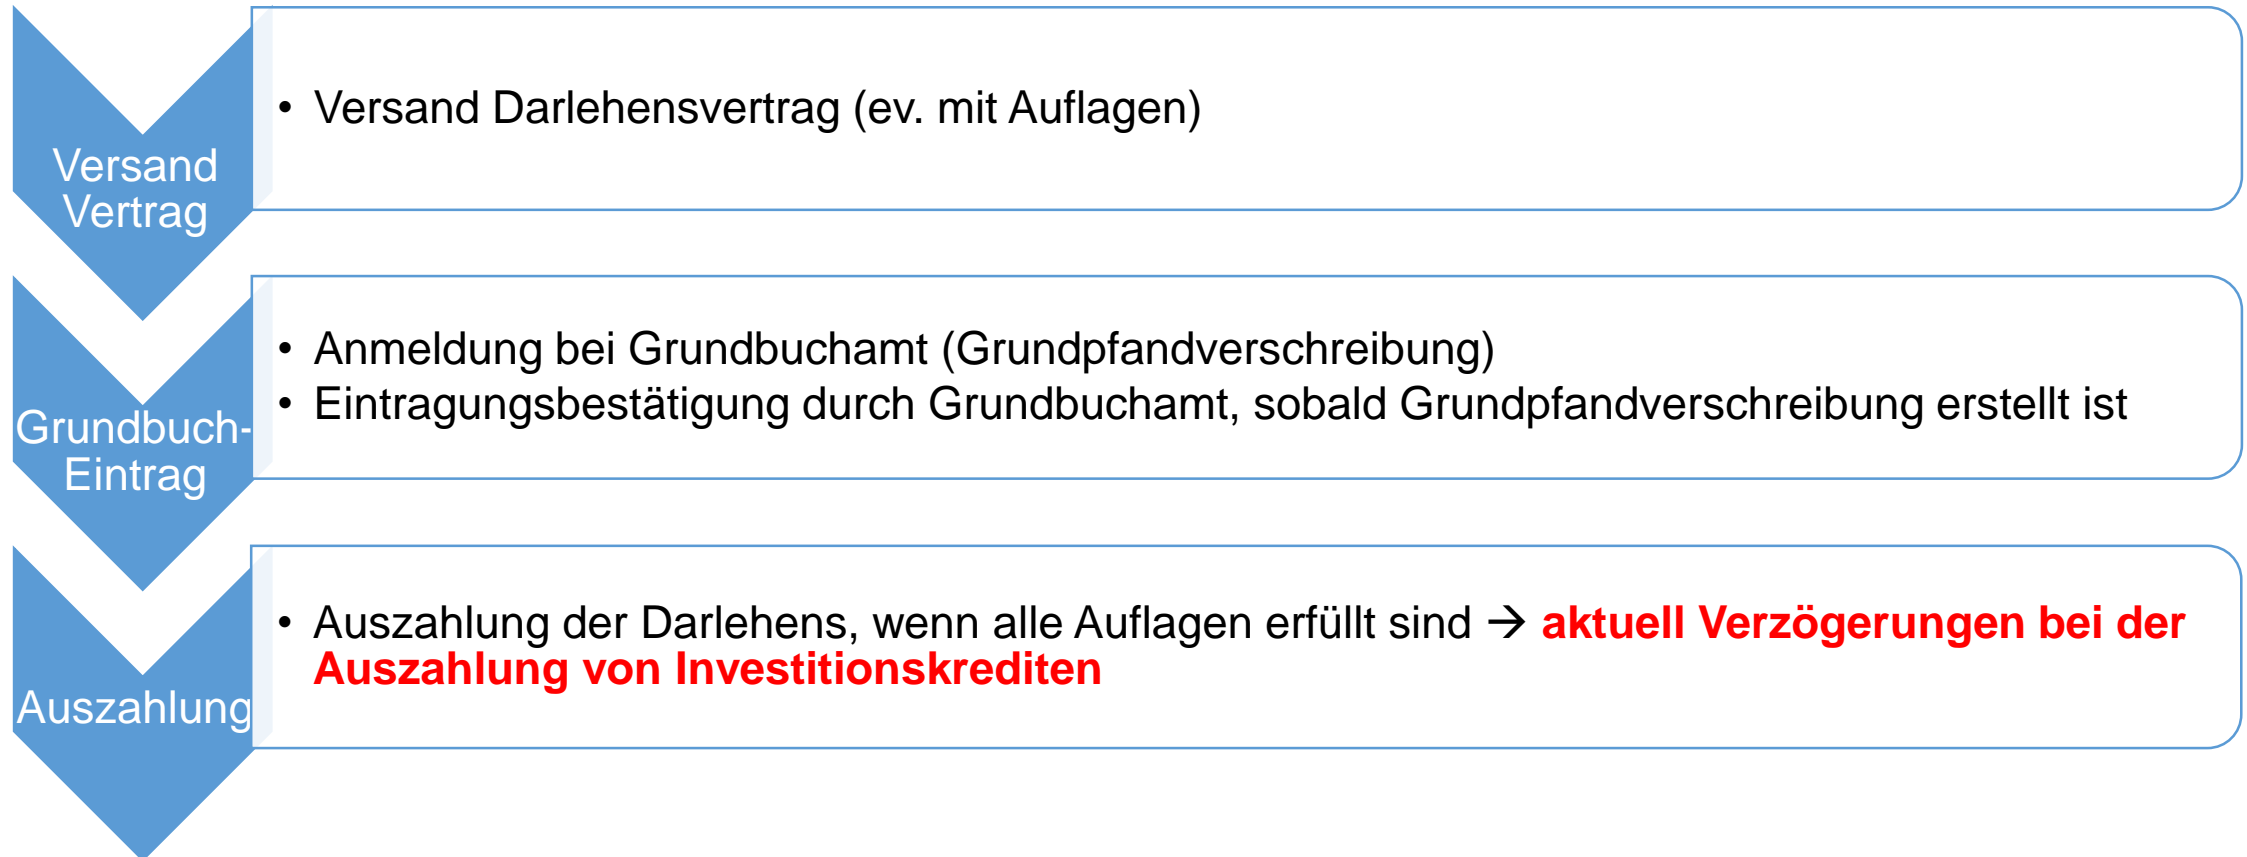 Versand
Vertrag
• Versand Darlehensvertrag (ev. mit Auflagen)
Grundbuch-
Eintrag
• Anmeldung bei Grundbuchamt (Grundpfandverschreibung)
• Eintragungsbestätigung durch Grundbuchamt, sobald Grundpfandverschreibung erstellt ist
Auszahlung
• Auszahlung der Darlehens, wenn alle Auflagen erfüllt sind → aktuell Verzögerungen bei der
Auszahlung von Investitionskrediten